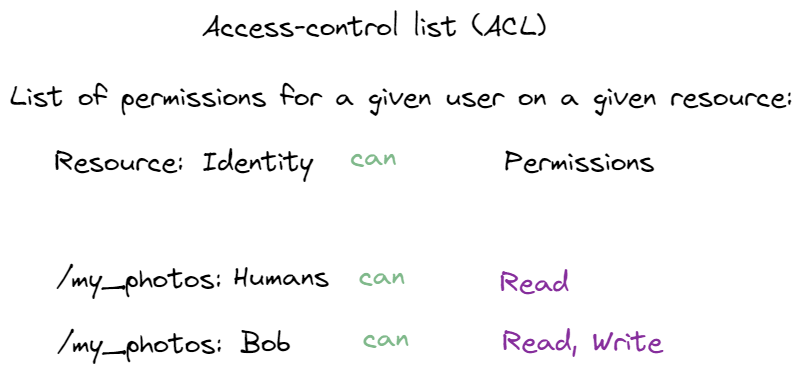 Access-control list (ACL)
List of permissions for a given user on a given resource:
Resource: Identity can Permissions
/my_photos: Humans can Read
/my_photos: Bob can Read, Write